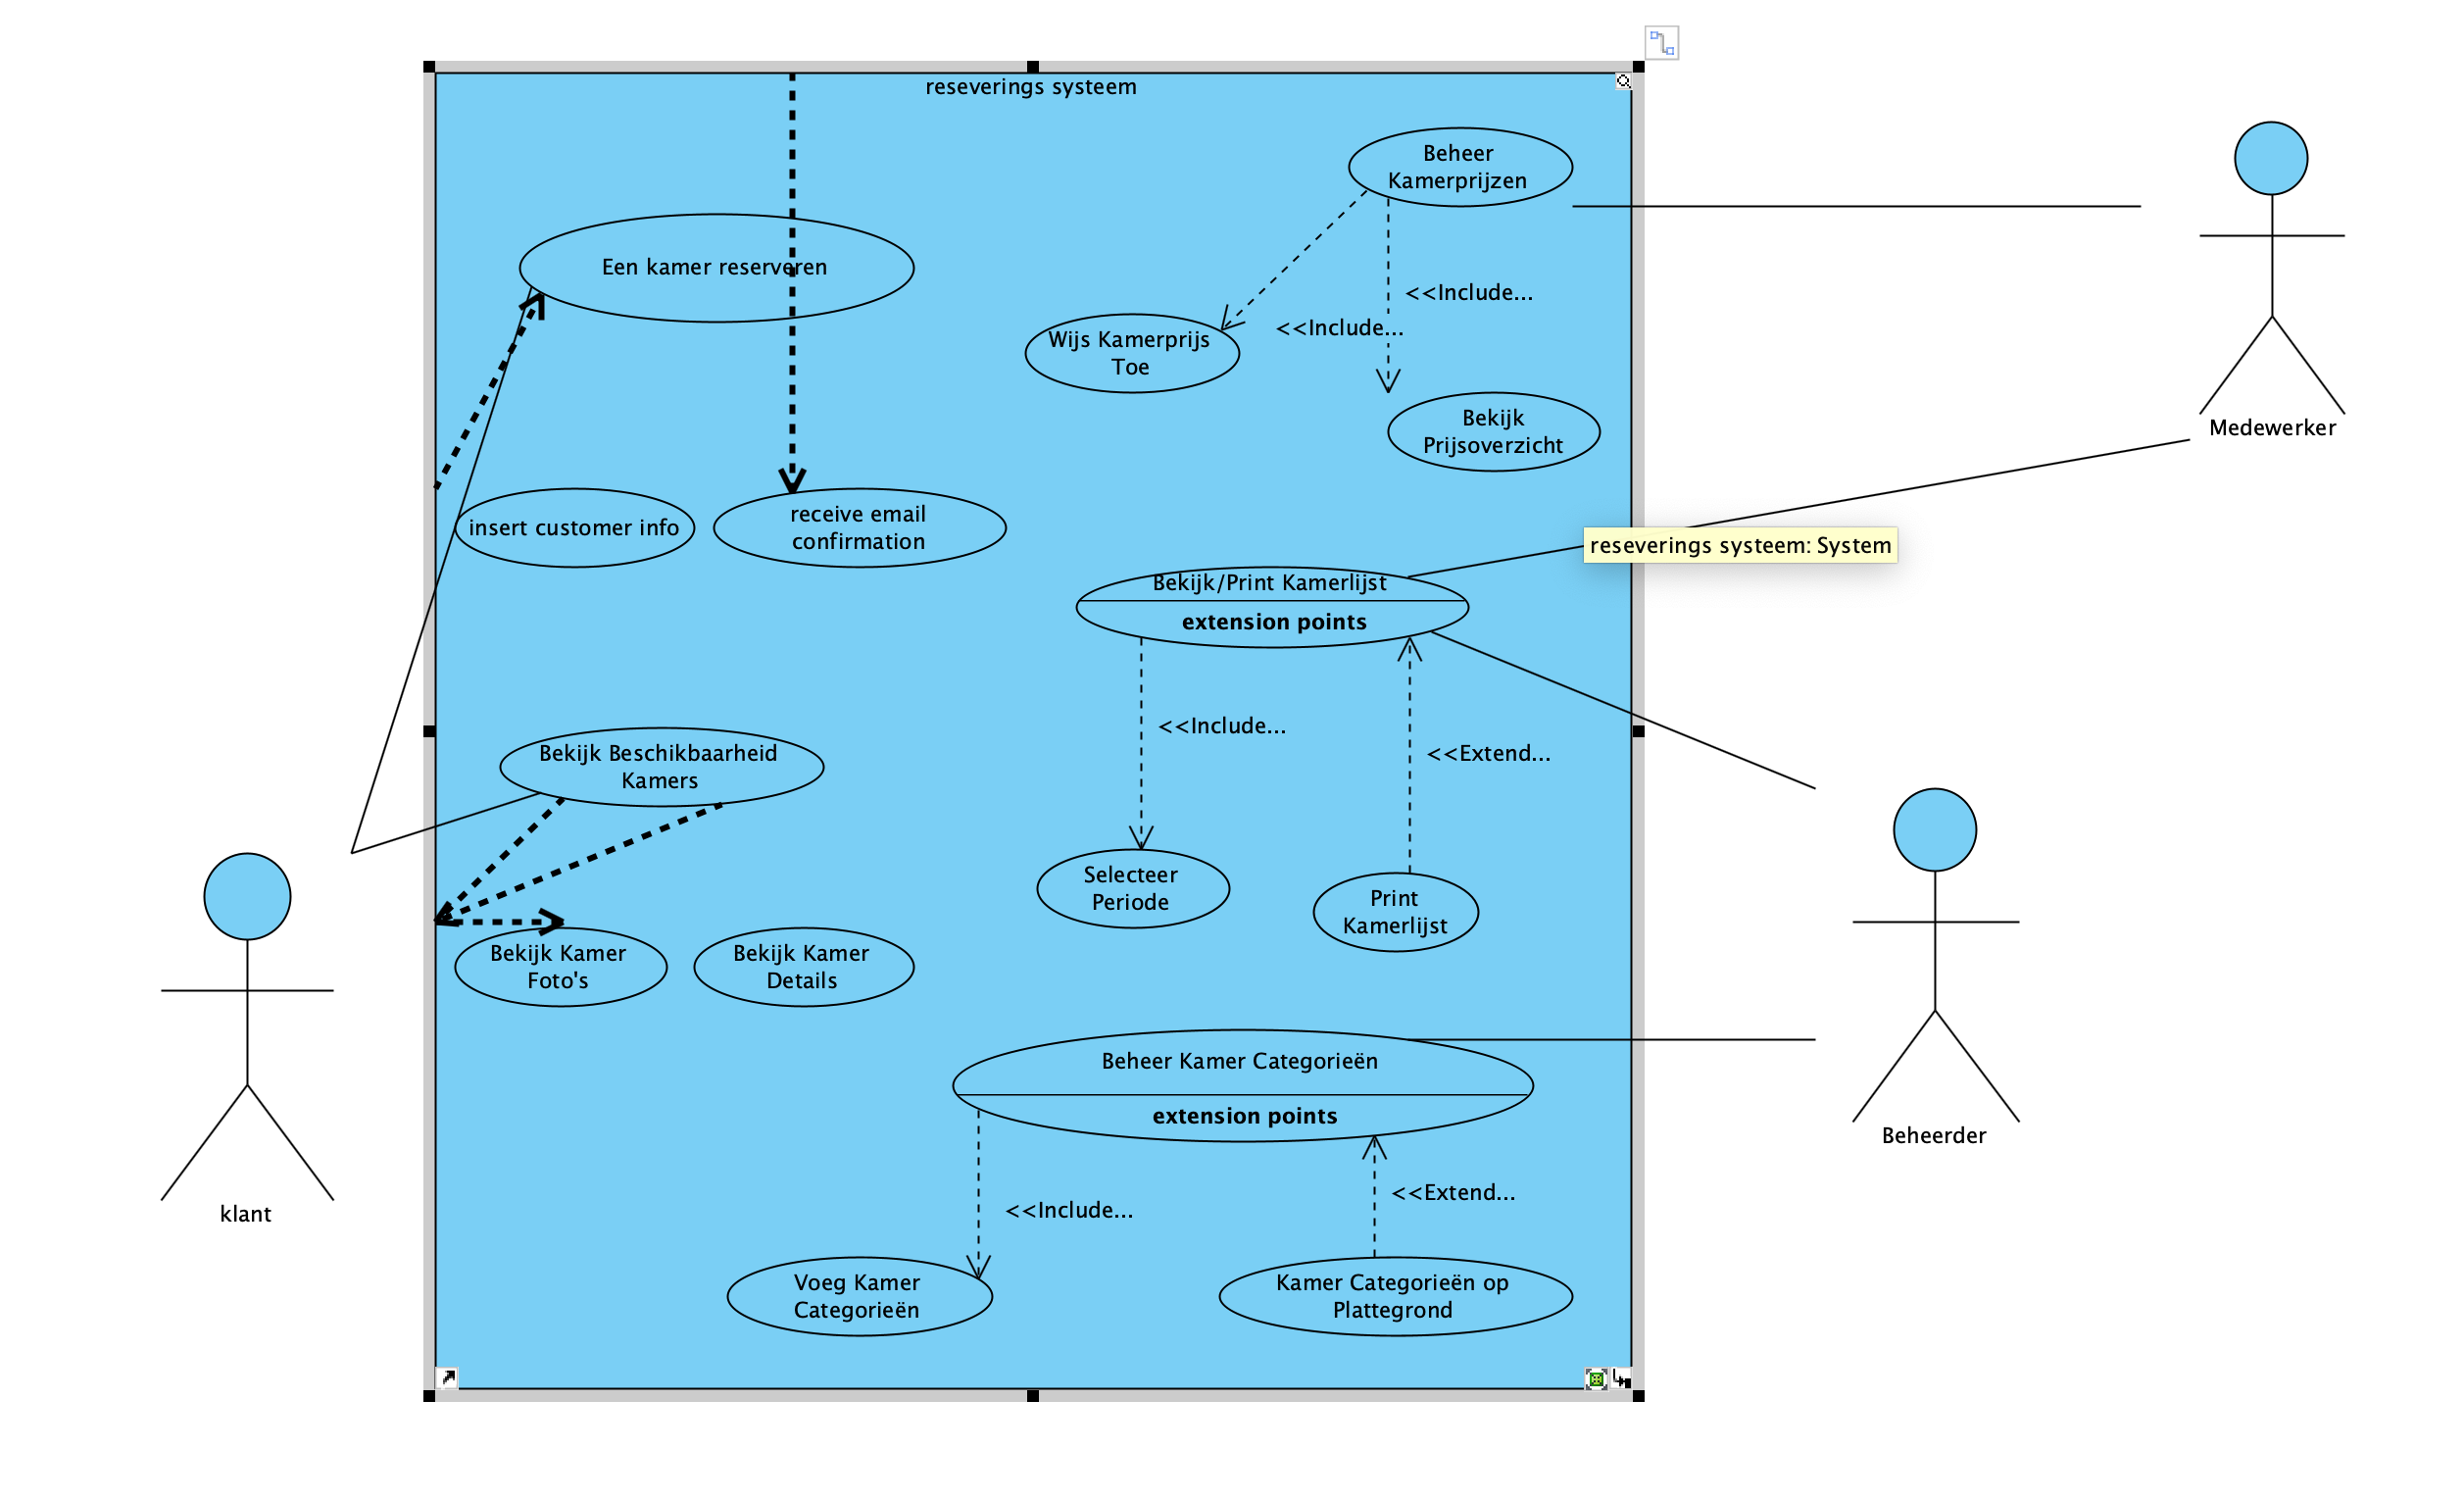 reseverings systeem
Beheer
Kamerprijzen
Een kamer reserveren
<<Include...
<<Include...
Wijs Kamerprijs
Toe
Bekijk
Prijsoverzicht
Medewerker
insert customer info
receive email
confirmation
reseverings systeem: System
Bekijk/Print Kamerlijst
extension points
<<Include...
<<Extend...
Bekijk Beschikbaarheid
Kamers
Selecteer
Periode
Print
Kamerlijst
Bekijk Kamer
Foto's
Bekijk Kamer
Details
Beheer Kamer Categorieën
extension points
Beheerder
<<Include...
<<Extend...
klant
Voeg Kamer
Categorieën
Kamer Categorieën op
Plattegrond